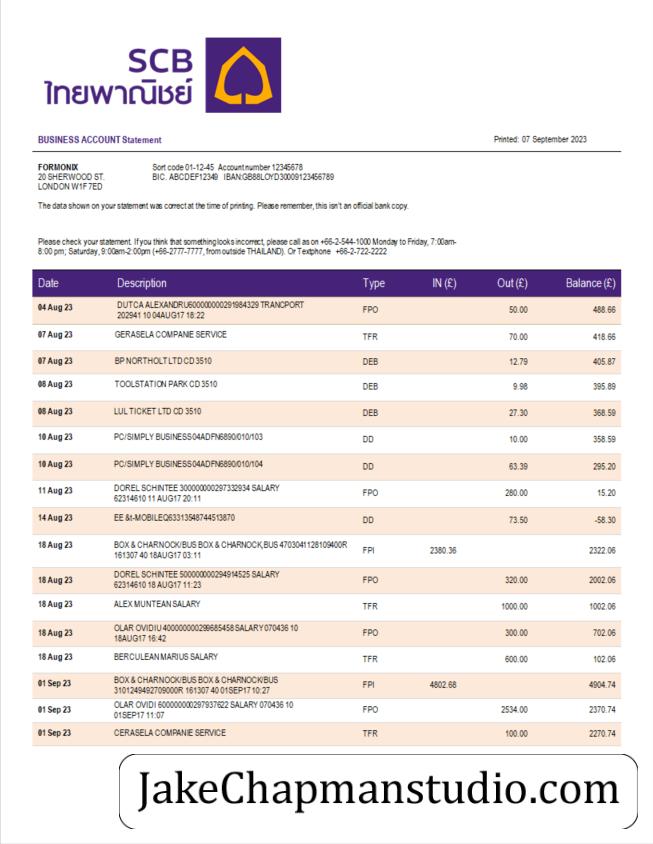 SCB
ไทยพาณิชย์
BUSINESS ACCOUNT Statement Printed: 07 September 2023
FORMONIX Sort code 01-12-45 Account number 12345678
20 SHERWOOD ST. BIC. ABCDEF12349 IBAN:GB88LOYD30009123456789
LONDON W1F 7ED
The data shown on your statement was correct at the time of printing. Please remember, this isn't an official bank copy.
Please check your statement. If you think that something looks incorrect, please call as on +66-2-544-1000 Monday to Friday, 7:00am-
8:00 pm; Saturday, 9:00am-2:00pm (+66-2777-7777, from outside THAILAND). Or Textphone +66-2-722-2222
Date Description Type IN (£) Out (£) Balance (£)
04 Aug 23 DUTCA ALEXANDRU600000000291984329 TRANCPORT
202941 10 04AUG17 18:22 FPO 50.00 488.66
07 Aug 23 GERASELA COMPANIE SERVICE TFR 70.00 418.66
07 Aug 23 BP NORTHOLT LTD CD 3510 DEB 12.79 405.87
08 Aug 23 TOOLSTATION PARK CD 3510 DEB 9.98 395.89
08 Aug 23 LUL TICKET LTD CD 3510 DEB 27.30 368.59
10 Aug 23 PC/SIMPLY BUSINESS04ADFN6890/010/103 DD 10.00 358.59
10 Aug 23 PC/SIMPLY BUSINESS04ADFN6890/010/104 DD 63.39 295.20
11 Aug 23 DOREL SCHINTEE 300000000297332934 SALARY
62314610 11 AUG17 20:11 FPO 280.00 15.20
14 Aug 23 EE &t-MOBILEQ63313548744513870 DD 73.50 -58.30
18 Aug 23 BOX & CHARNOCK/BUS BOX & CHARNOCK,BUS 4703041128109400R
161307 40 18AUG17 03:11 FPI 2380.36 2322.06
18 Aug 23 DOREL SCHINTEE 500000000294914525 SALARY
62314610 18 AUG17 11:23 FPO 320.00 2002.06
18 Aug 23 ALEX MUNTEAN SALARY TFR 1000.00 1002.06
18 Aug 23 OLAR OVIDIU 400000000299685458 SALARY 070436 10
18AUG17 16:42 FPO 300.00 702.06
18 Aug 23 BERCULEAN MARIUS SALARY TFR 600.00 102.06
01 Sep 23 BOX & CHARNOCK/BUS BOX & CHARNOCK/BUS
3101249492709000R 161307 40 01SEP17 10:27 FPI 4802.68 4904.74
01 Sep 23 OLAR OVIDI 600000000297937622 SALARY 070436 10
01SEP17 11:07 FPO 2534.00 2370.74
01 Sep 23 CERASELA COMPANIE SERVICE TFR 100.00 2270.74
JakeChapmanstudio.com